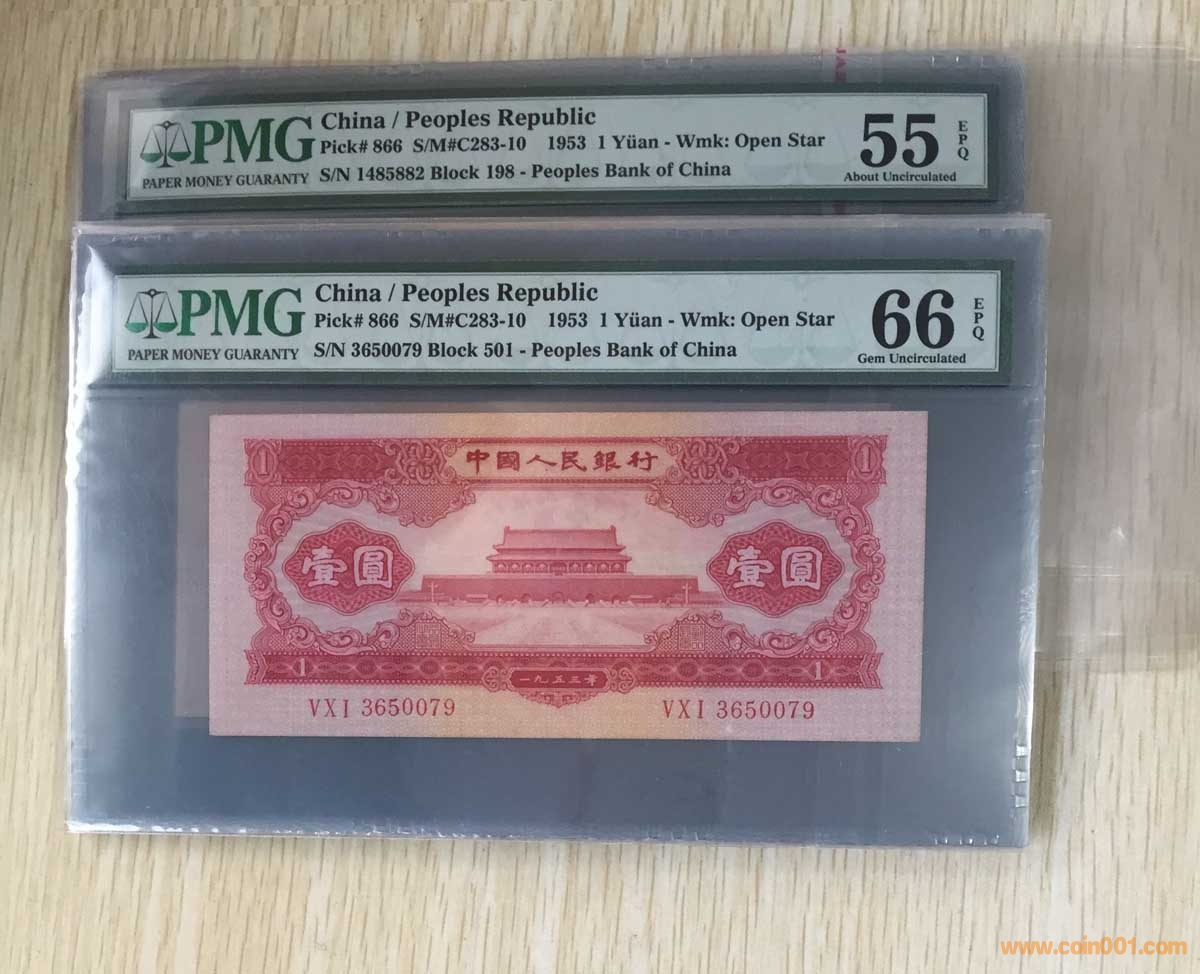 PMG
PAPER MONEY GUARANTY
China / Peoples Republic
Pick# 866 S/M#C283-10 1953 1 Yüan - Wmk: Open Star
S/N 1485882 Block 198 - Peoples Bank of China
55
EPQ
About Uncirculated
PMG
PAPER MONEY GUARANTY
China / Peoples Republic
Pick# 866 S/M#C283-10 1953 1 Yüan - Wmk: Open Star
S/N 3650079 Block 501 - Peoples Bank of China
66
EPQ
Gem Uncirculated
1 中國人民銀行 1
壹圓 壹圓
1 一九五三年 1
VXI 3650079 VXI 3650079
www.coin001.com